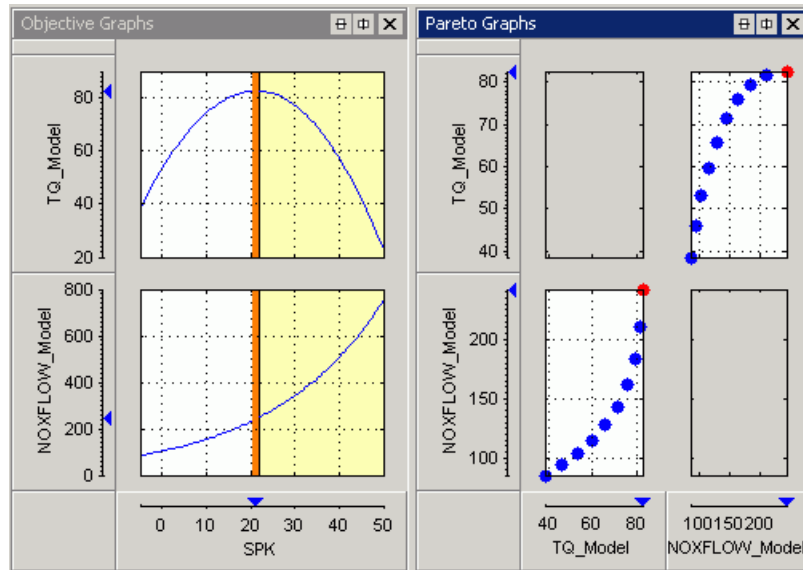 Objective Graphs
TQ_Model
80
60
40
20
NOXFLOW_Model
800
600
400
200
0
0 10 20 30 40 50
SPK
Pareto Graphs
TQ_Model
80
70
60
50
40
NOXFLOW_Model
200
150
100
40 60 80
TQ_Model
100150200
NOXFLOW_Model